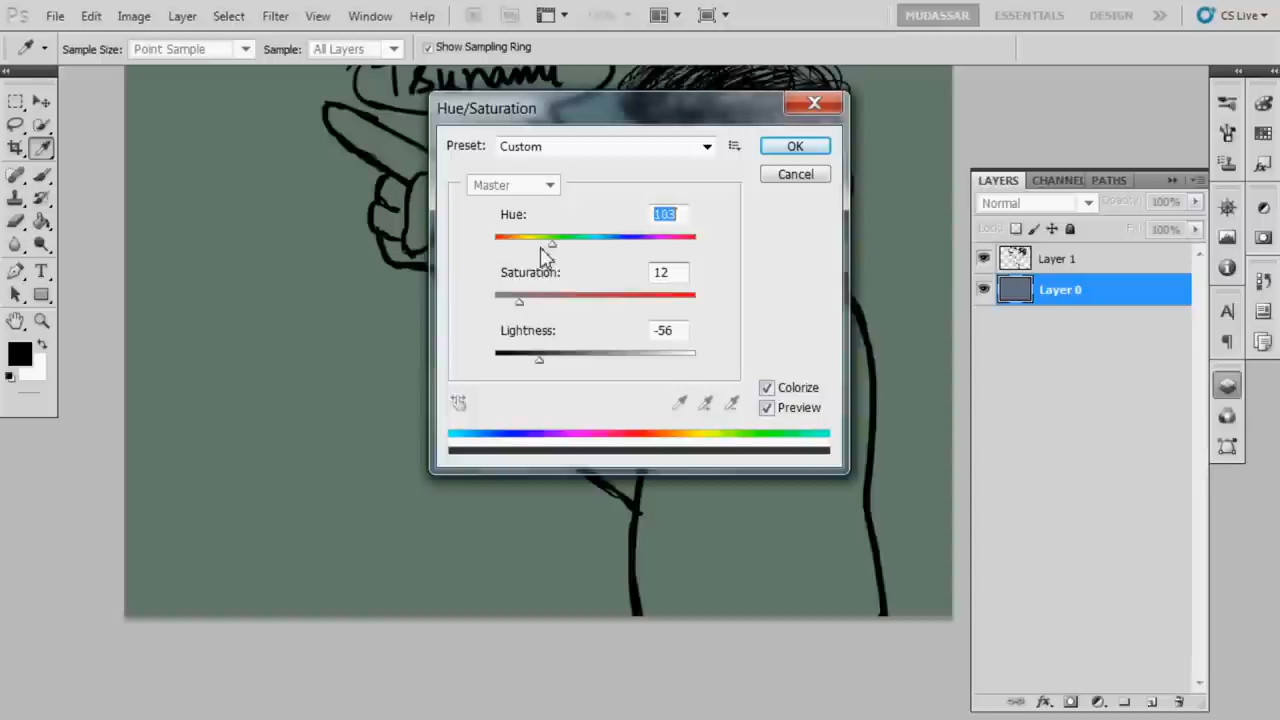 Ps File Edit Image Layer Select Filter View Window Help MUDASSAR ESSENTIALS DESIGN CS Live
Sample Size: Point Sample Sample: All Layers Show Sampling Ring
Tsunami
Hue/Saturation
Preset: Custom OK
Cancel
Master
Hue: 103
Saturation: 12
Lightness: -56
Colorize
Preview
LAYERS CHANNEL PATHS
Normal Opacity: 100%
Lock: Fill: 100%
Layer 1
Layer 0